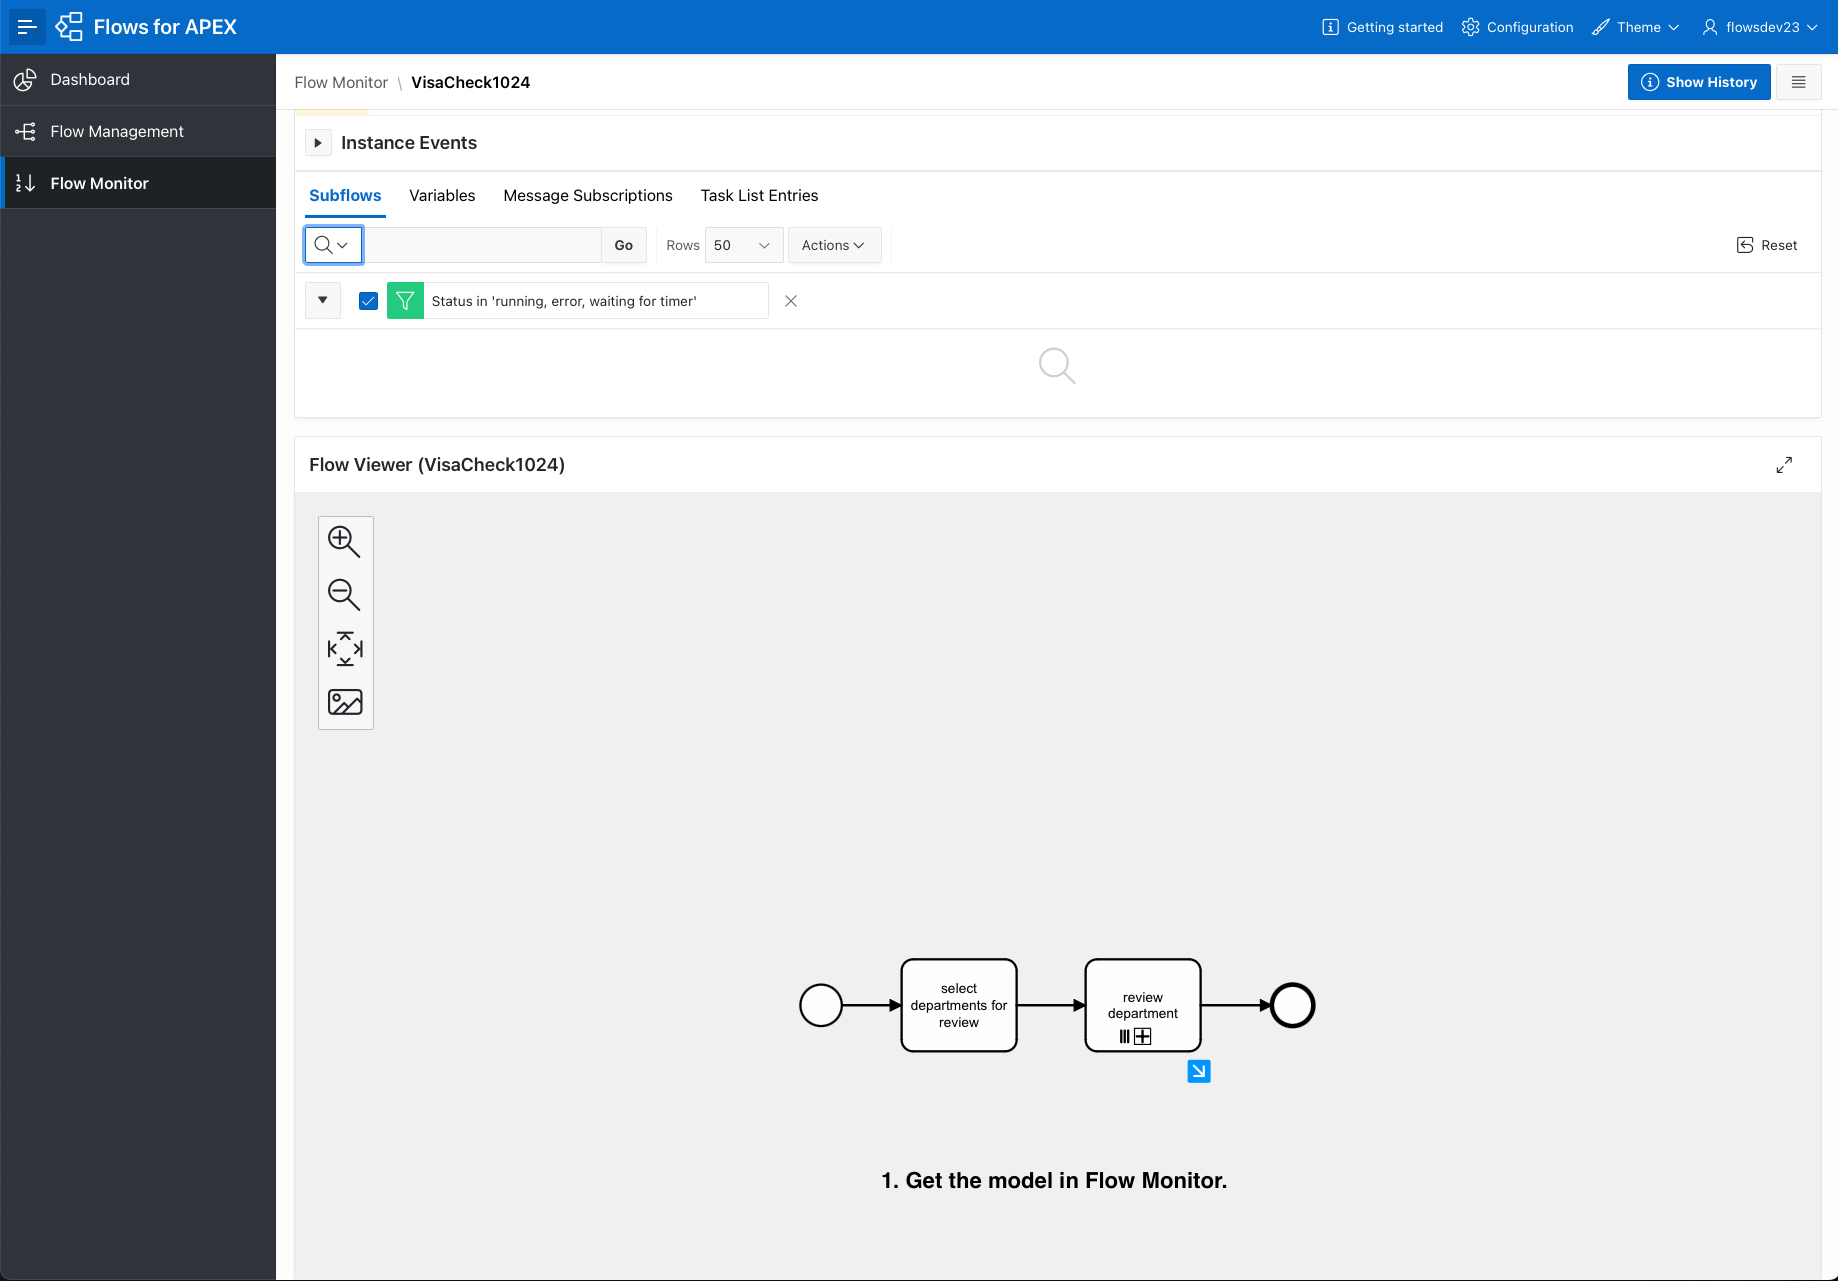 Flows for APEX
Getting started
Configuration
Theme
flowsdev23
Dashboard
Flow Management
Flow Monitor
Flow Monitor \ VisaCheck1024
Show History
Instance Events
Subflows
Variables
Message Subscriptions
Task List Entries
Go
Rows
50
Actions
Reset
Status in 'running, error, waiting for timer'
Flow Viewer (VisaCheck1024)
select
departments for
review
review
department
1. Get the model in Flow Monitor.